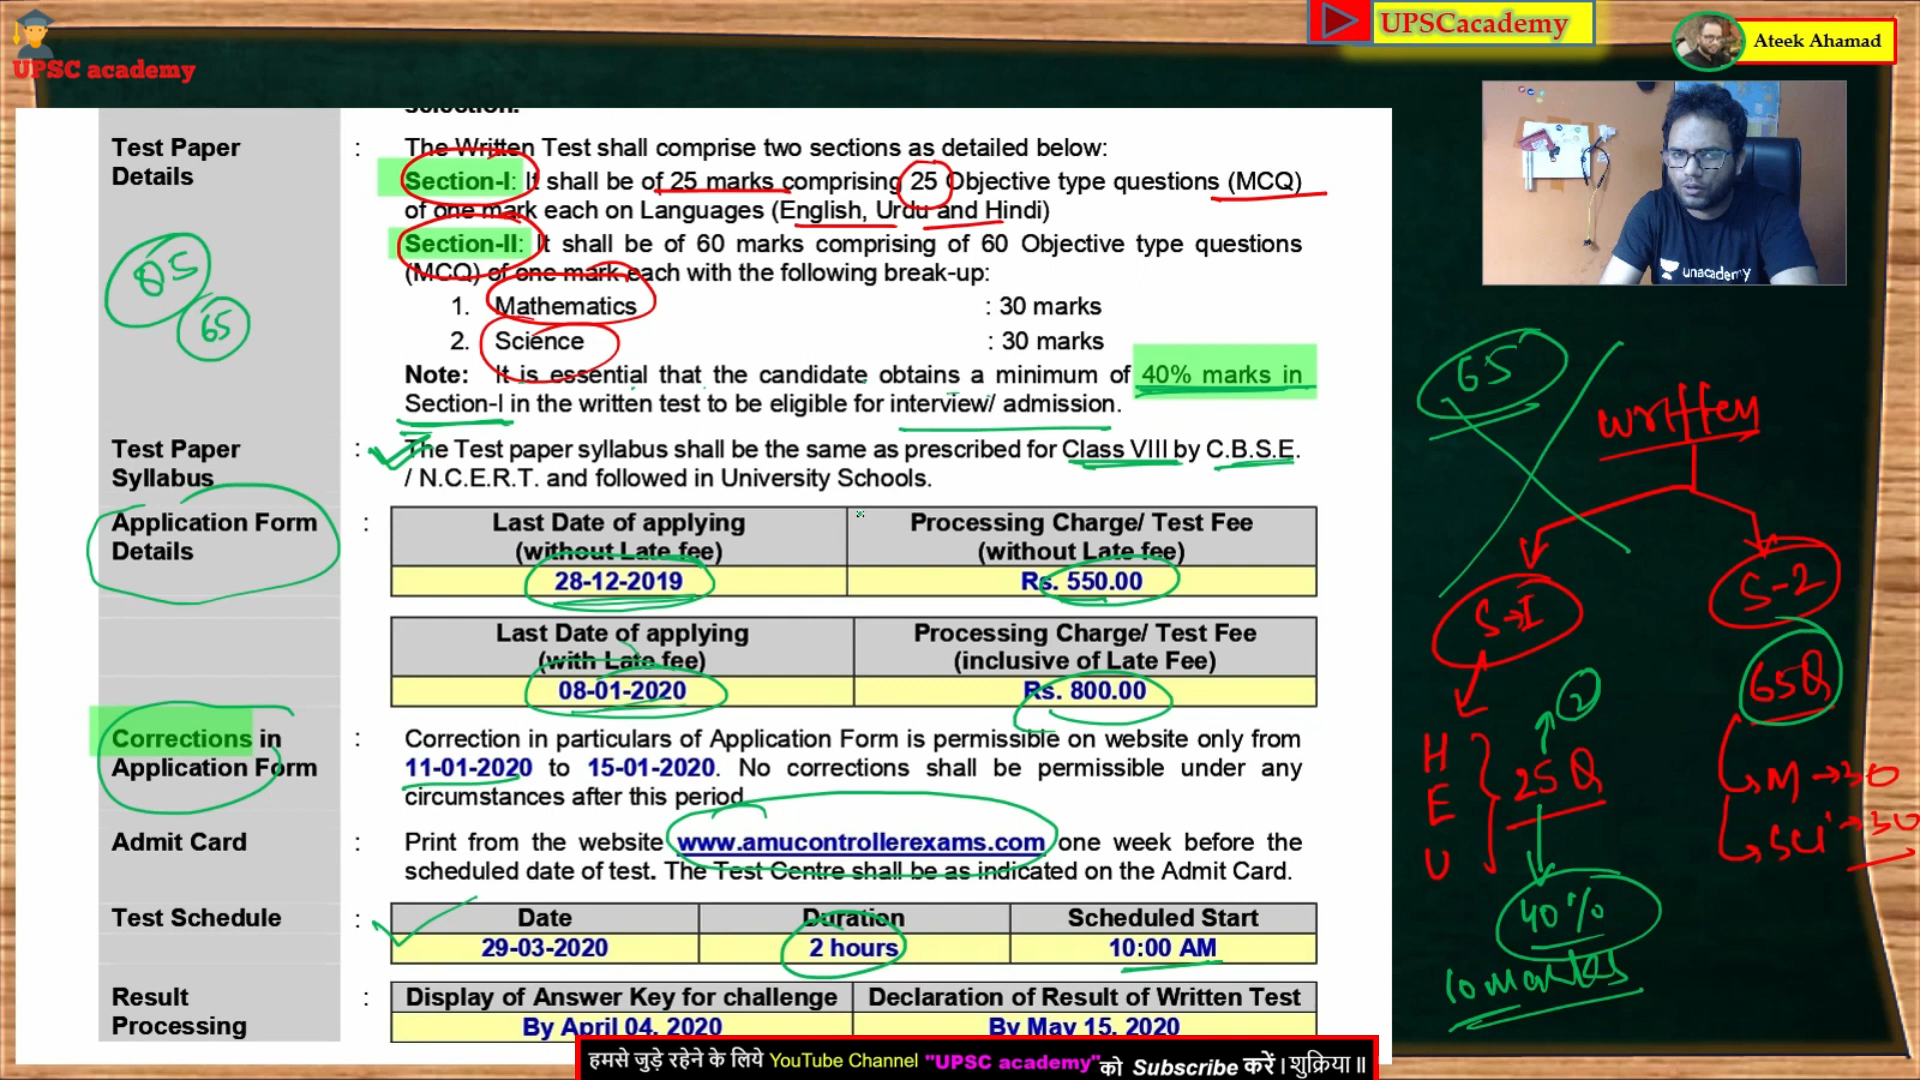 UPSC academy
UPSCacademy
Ateek Ahamad
selection.
Test Paper Details : The Written Test shall comprise two sections as detailed below:
Section-I: It shall be of 25 marks comprising 25 Objective type questions (MCQ)
of one mark each on Languages (English, Urdu and Hindi)
Section-II: It shall be of 60 marks comprising of 60 Objective type questions
(MCQ) of one mark each with the following break-up:
1. Mathematics : 30 marks
2. Science : 30 marks
Note: It is essential that the candidate obtains a minimum of 40% marks in
Section-I in the written test to be eligible for interview/ admission.
Test Paper Syllabus : The Test paper syllabus shall be the same as prescribed for Class VIII by C.B.S.E.
/ N.C.E.R.T. and followed in University Schools.
Application Form Details :
Last Date of applying (without Late fee) Processing Charge/ Test Fee (without Late fee)
28-12-2019 Rs. 550.00
Last Date of applying (with Late fee) Processing Charge/ Test Fee (inclusive of Late Fee)
08-01-2020 Rs. 800.00
Corrections in Application Form : Correction in particulars of Application Form is permissible on website only from
11-01-2020 to 15-01-2020. No corrections shall be permissible under any
circumstances after this period
Admit Card : Print from the website www.amucontrollerexams.com one week before the
scheduled date of test. The Test Centre shall be as indicated on the Admit Card.
Test Schedule : Date Duration Scheduled Start
29-03-2020 2 hours 10:00 AM
Result Processing : Display of Answer Key for challenge Declaration of Result of Written Test
By April 04, 2020 By May 15, 2020
85
65
unacademy
65
written
S-I
S-2
65Q
2
H
E
U
25Q
M → 30
Sci → 30
40%
10 marks
हमसे जुड़े रहेने के लिये YouTube Channel "UPSC academy" को Subscribe करें । शुक्रिया ॥